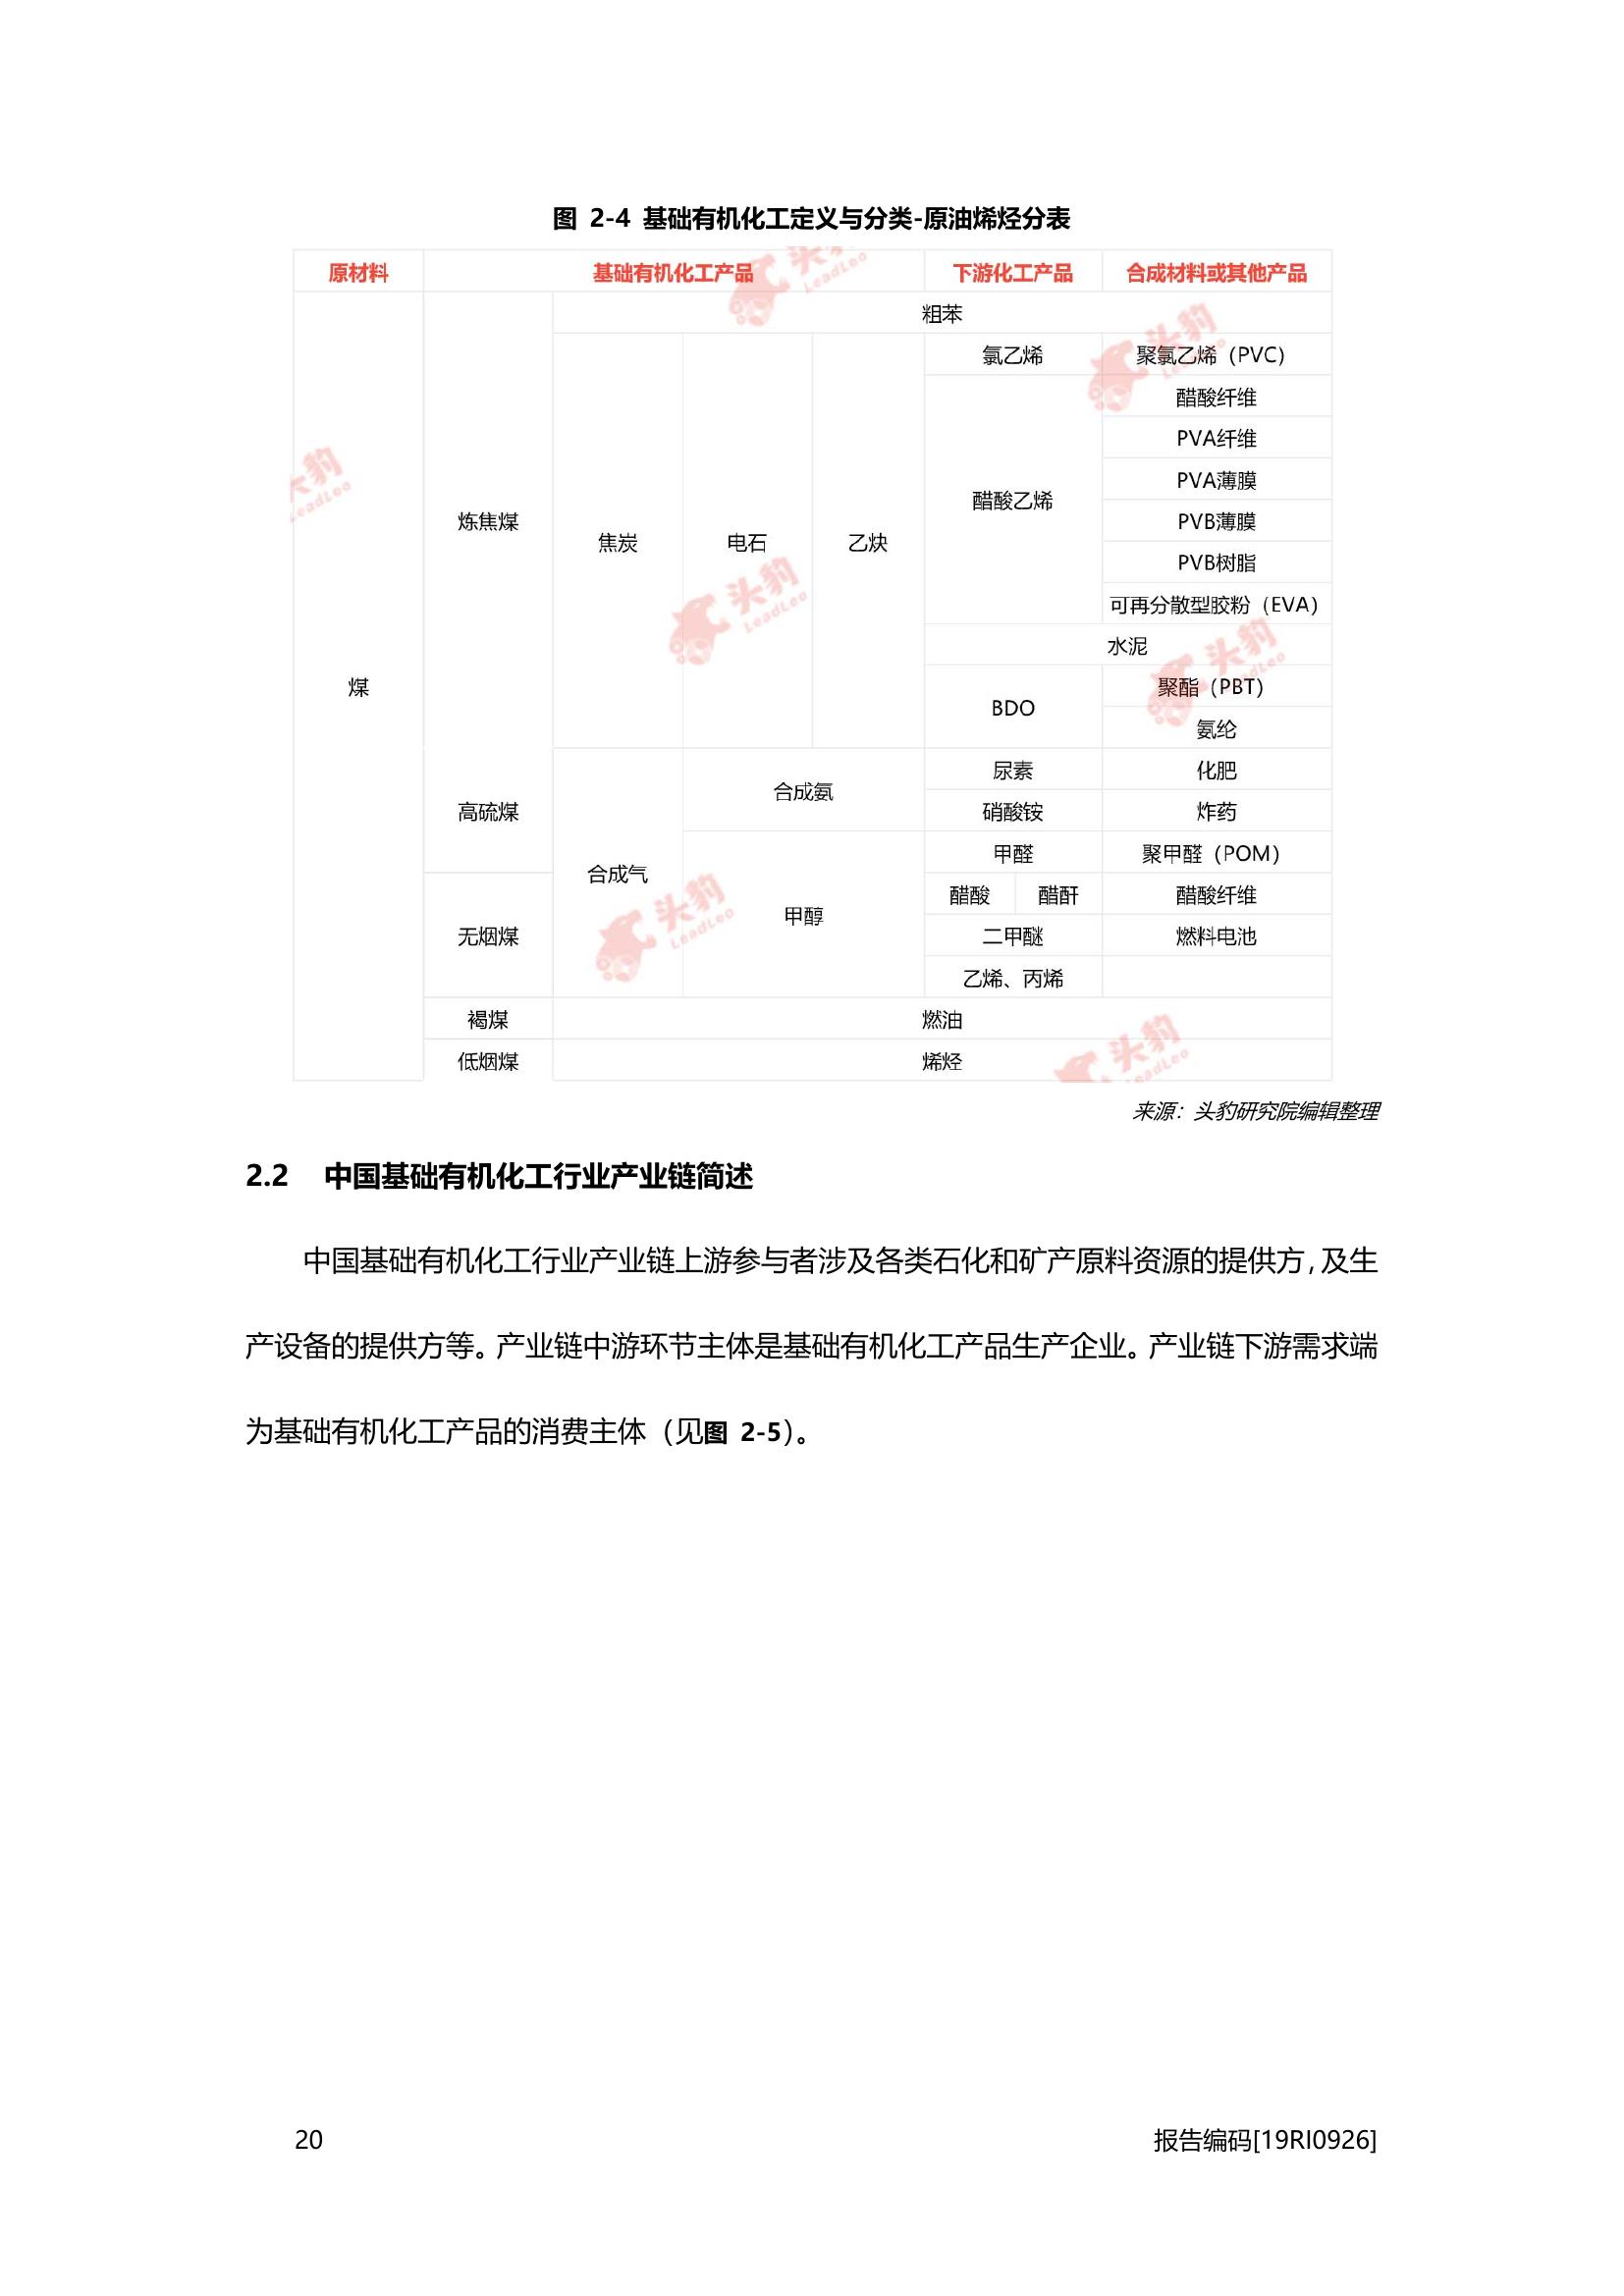 图 2-4 基础有机化工定义与分类-原油烯烃分表
原材料 基础有机化工产品 下游化工产品 合成材料或其他产品
粗苯
氯乙烯 聚氯乙烯（PVC）
醋酸纤维
PVA纤维
PVA薄膜
醋酸乙烯
炼焦煤 PVB薄膜
焦炭 电石 乙炔
PVB树脂
可再分散型胶粉（EVA）
水泥
煤 聚酯（PBT）
BDO
氨纶
尿素 化肥
合成氨
高硫煤 硝酸铵 炸药
甲醛 聚甲醛（POM）
合成气
醋酸 醋酐 醋酸纤维
甲醇
无烟煤 二甲醚 燃料电池
乙烯、丙烯
褐煤 燃油
低烟煤 烯烃
头豹 LeadLeo
来源：头豹研究院编辑整理
2.2 中国基础有机化工行业产业链简述
中国基础有机化工行业产业链上游参与者涉及各类石化和矿产原料资源的提供方，及生
产设备的提供方等。产业链中游环节主体是基础有机化工产品生产企业。产业链下游需求端
为基础有机化工产品的消费主体（见图 2-5）。
20 报告编码[19RI0926]